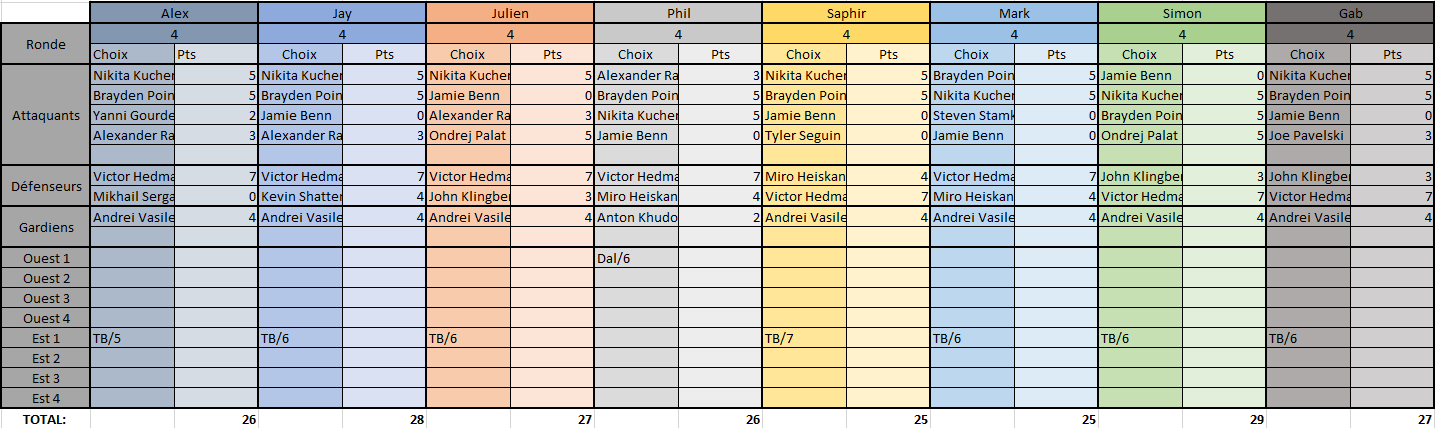 Alex Jay Julien Phil Saphir Mark Simon Gab
Ronde 4 4 4 4 4 4 4 4
Choix Pts Choix Pts Choix Pts Choix Pts Choix Pts Choix Pts Choix Pts Choix Pts
Attaquants
Nikita Kucher 5 Nikita Kucher 5 Nikita Kucher 5 Alexander Ra 3 Nikita Kucher 5 Brayden Poin 5 Jamie Benn 0 Nikita Kucher 5
Brayden Poin 5 Brayden Poin 5 Jamie Benn 0 Brayden Poin 5 Brayden Poin 5 Nikita Kucher 5 Nikita Kucher 5 Brayden Poin 5
Yanni Gourde 2 Jamie Benn 0 Alexander Ra 3 Nikita Kucher 5 Jamie Benn 0 Steven Stamk 0 Brayden Poin 5 Jamie Benn 0
Alexander Ra 3 Alexander Ra 3 Ondrej Palat 5 Jamie Benn 0 Tyler Seguin 0 Jamie Benn 0 Ondrej Palat 5 Joe Pavelski 3
Défenseurs
Victor Hedma 7 Victor Hedma 7 Victor Hedma 7 Victor Hedma 7 Miro Heiskan 4 Victor Hedma 7 John Klingber 3 John Klingber 3
Mikhail Serga 0 Kevin Shatter 4 John Klingber 3 Miro Heiskan 4 Victor Hedma 7 Miro Heiskan 4 Victor Hedma 7 Victor Hedma 7
Gardiens
Andrei Vasile 4 Andrei Vasile 4 Andrei Vasile 4 Anton Khudo 2 Andrei Vasile 4 Andrei Vasile 4 Andrei Vasile 4 Andrei Vasile 4
Ouest 1 Dal/6
Ouest 2
Ouest 3
Ouest 4
Est 1 TB/5 TB/6 TB/6 TB/7 TB/6 TB/6 TB/6
Est 2
Est 3
Est 4
TOTAL: 26 28 27 26 25 25 29 27